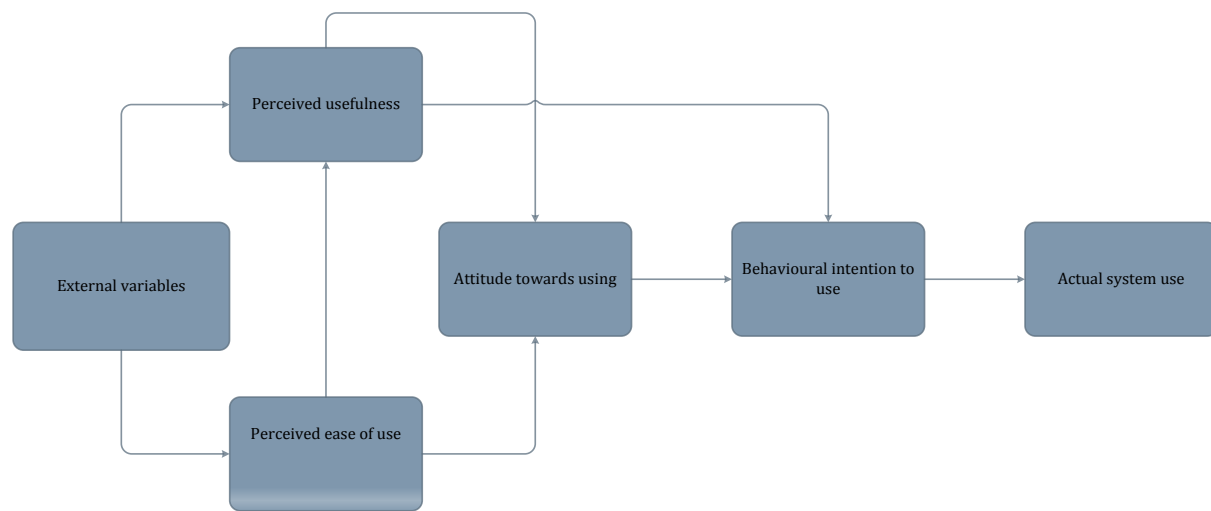 Perceived usefulness
External variables
Attitude towards using
Behavioural intention to
use
Actual system use
Perceived ease of use